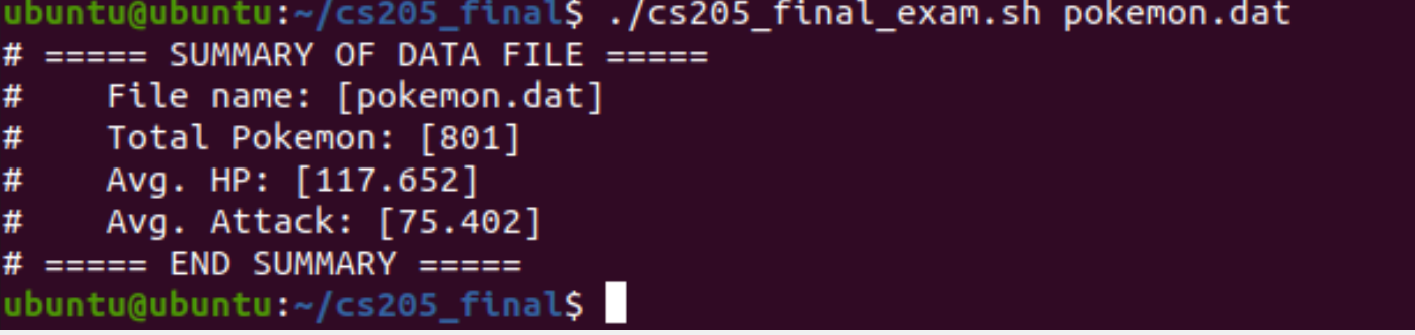 ubuntu@ubuntu:~/cs205_final$ ./cs205_final_exam.sh pokemon.dat
# ===== SUMMARY OF DATA FILE =====
#    File name: [pokemon.dat]
#    Total Pokemon: [801]
#    Avg. HP: [117.652]
#    Avg. Attack: [75.402]
# ===== END SUMMARY =====
ubuntu@ubuntu:~/cs205_final$